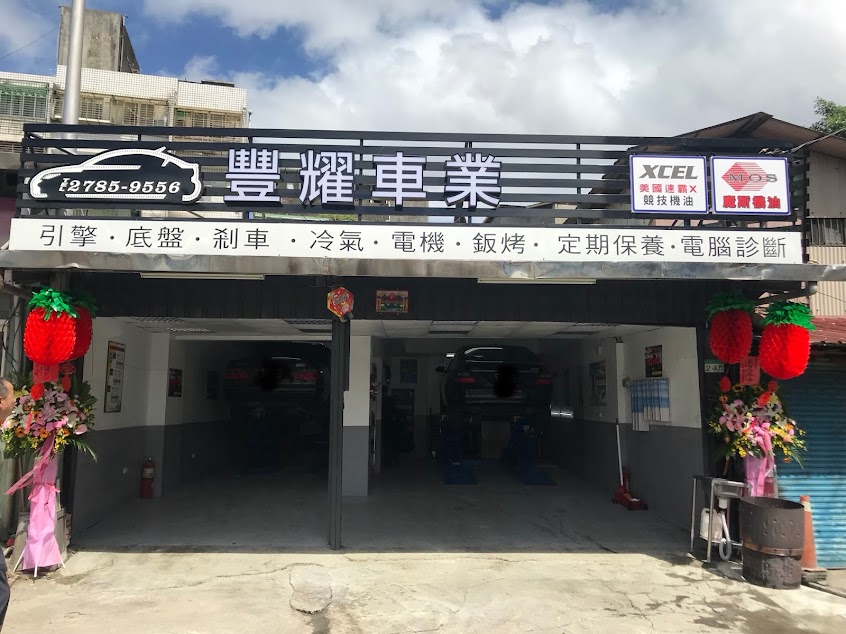 TEL 2785-9556
豐耀車業
XCEL
美國速霸X
競技機油
MOS
魔斯機油
引擎·底盤·剎車·冷氣·電機·鈑烤·定期保養·電腦診斷